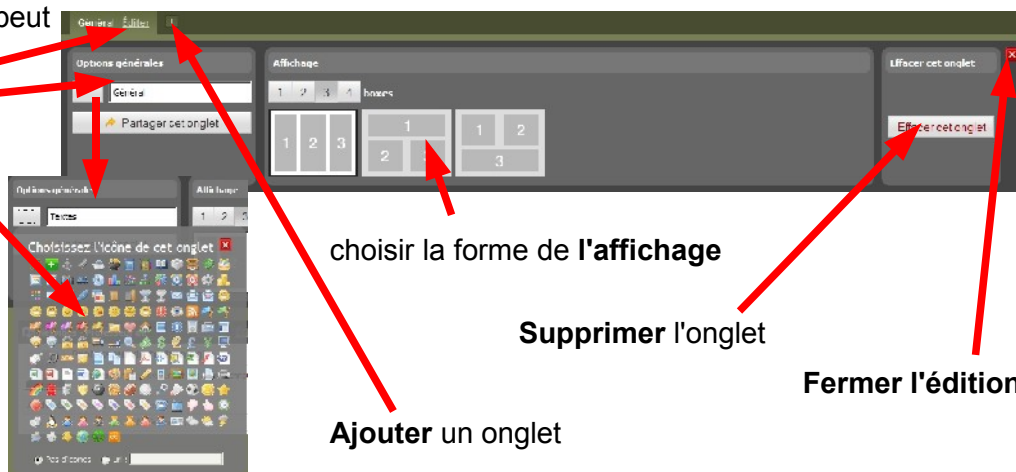 peut
Général Éditer
Options générales
Affichage
Effacer cet onglet
Général
1 2 3 4 boxes
Partager cet onglet
1 2 3
1
2 3
1 2
3
Effacer cet onglet
Options générales
Affichage
Textes
1 2 3
Choisissez l'icône de cet onglet
choisir la forme de l'affichage
Supprimer l'onglet
Fermer l'édition
Ajouter un onglet
Pas d'icones
url :